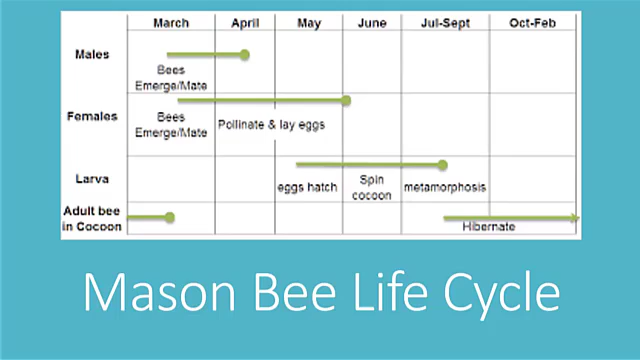 March April May June Jul-Sept Oct-Feb
Males
Bees
Emerge/Mate
Females
Bees
Emerge/Mate
Pollinate & lay eggs
Larva
eggs hatch
Spin
cocoon
metamorphosis
Adult bee
in Cocoon
Hibernate
Mason Bee Life Cycle